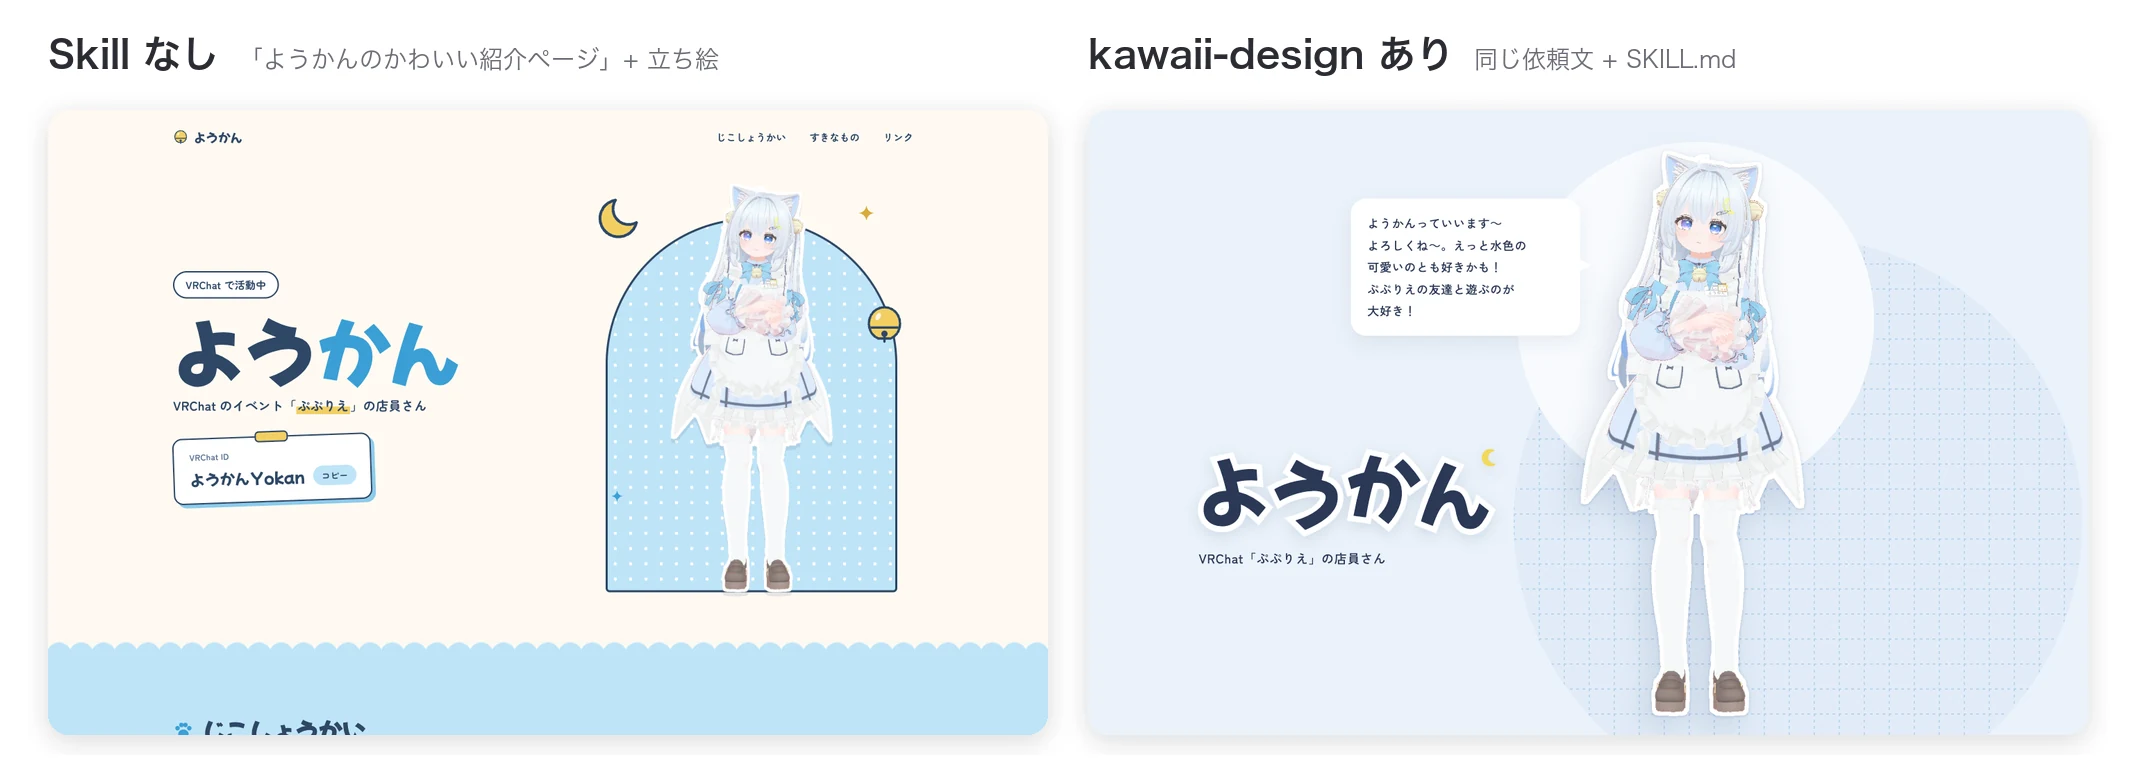 Skill なし 「ようかんのかわいい紹介ページ」+ 立ち絵
ようかん
じこしょうかい すきなもの リンク
VRChat で活動中
ようかん
VRChat のイベント「ぷぷりえ」の店員さん
VRChat ID
ようかんYokan コピー
じこしょうかい
kawaii-design あり 同じ依頼文 + SKILL.md
ようかんっていいます〜
よろしくね〜。えっと水色の
可愛いのとも好きかも！
ぷぷりえの友達と遊ぶのが
大好き！
ようかん
VRChat「ぷぷりえ」の店員さん